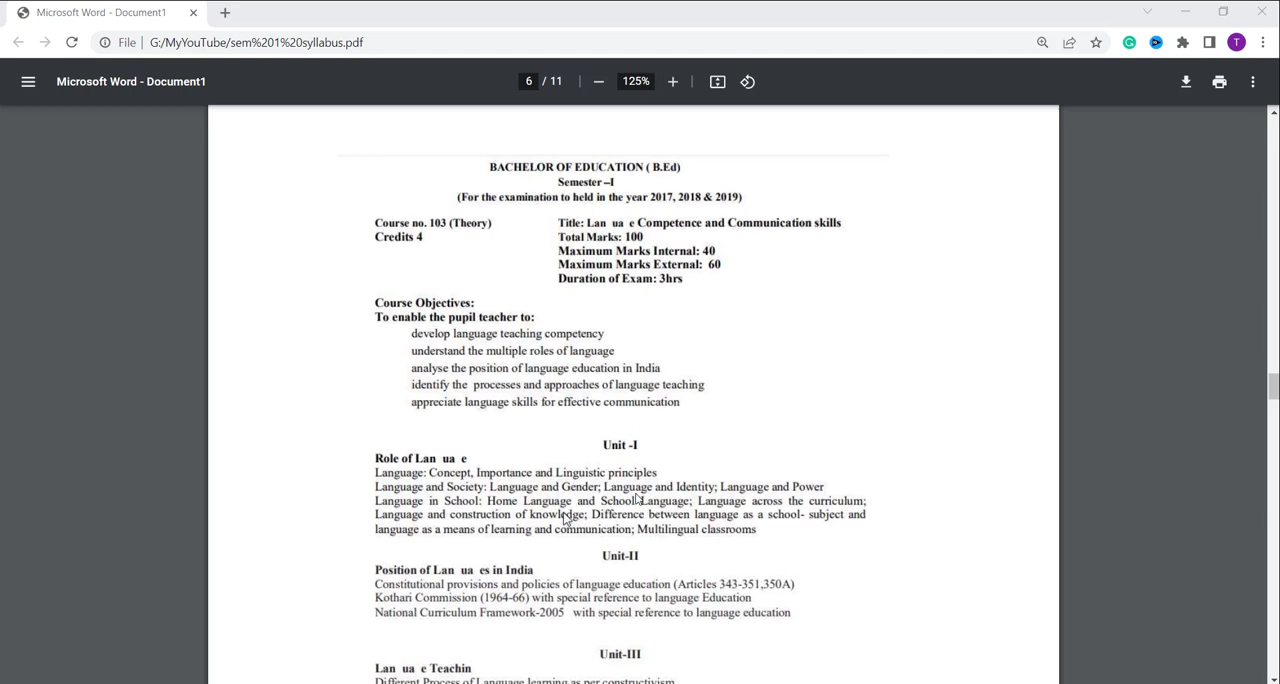 Microsoft Word - Document1
File G:/MyYouTube/sem%201%20syllabus.pdf
T
Microsoft Word - Document1
6 / 11
125%
BACHELOR OF EDUCATION ( B.Ed)
Semester –I
(For the examination to held in the year 2017, 2018 & 2019)
Course no. 103 (Theory) Title: Lan ua e Competence and Communication skills
Credits 4 Total Marks: 100
Maximum Marks Internal: 40
Maximum Marks External: 60
Duration of Exam: 3hrs
Course Objectives:
To enable the pupil teacher to:
develop language teaching competency
understand the multiple roles of language
analyse the position of language education in India
identify the processes and approaches of language teaching
appreciate language skills for effective communication
Unit -I
Role of Lan ua e
Language: Concept, Importance and Linguistic principles
Language and Society: Language and Gender; Language and Identity; Language and Power
Language in School: Home Language and School Language; Language across the curriculum;
Language and construction of knowledge; Difference between language as a school- subject and
language as a means of learning and communication; Multilingual classrooms
Unit-II
Position of Lan ua es in India
Constitutional provisions and policies of language education (Articles 343-351,350A)
Kothari Commission (1964-66) with special reference to language Education
National Curriculum Framework-2005 with special reference to language education
Unit-III
Lan ua e Teachin
Different Process of Language learning as per constructivism